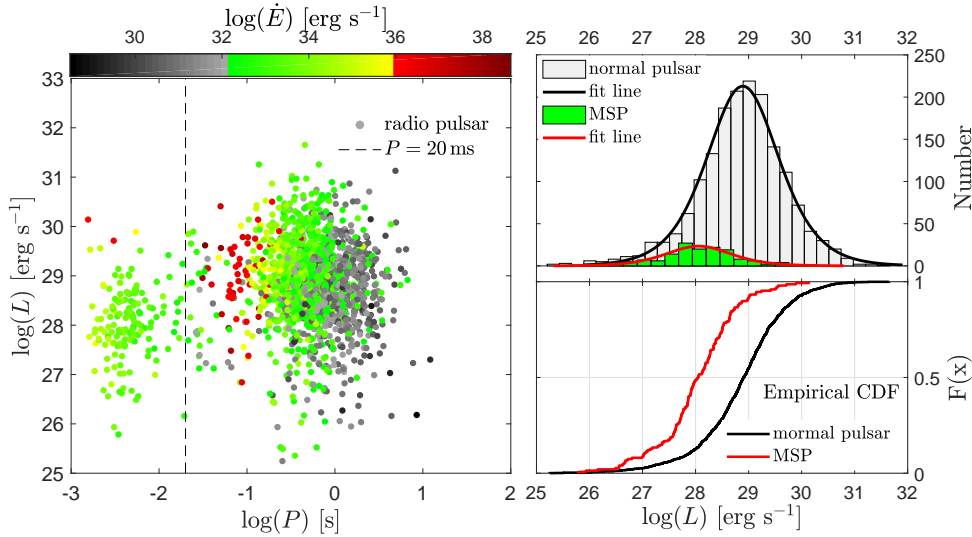 log(Ė) [erg s⁻¹]
30 32 34 36 38
33
32
31
30
29
28
27
26
25
log(L) [erg s⁻¹]
radio pulsar
P = 20 ms
-3 -2 -1 0 1 2
log(P) [s]
25 26 27 28 29 30 31 32
normal pulsar
fit line
MSP
fit line
250
200
150
100
50
0
Number
1
0.5
0
F(x)
Empirical CDF
mormal pulsar
MSP
25 26 27 28 29 30 31 32
log(L) [erg s⁻¹]